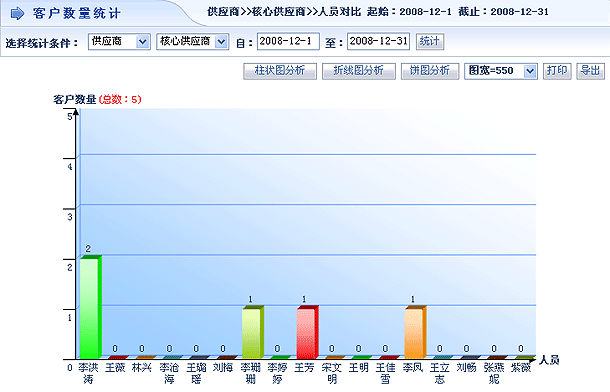 客户数量统计
供应商>>核心供应商>>人员对比 起始：2008-12-1 截止：2008-12-31
选择统计条件： 供应商 核心供应商 自：2008-12-1 至：2008-12-31 统计
柱状图分析 折线图分析 饼图分析 图宽=550 打印 导出
客户数量(总数：5)
5
4
3
2
1
0
2 0 0 0 0 0 1 0 1 0 0 0 1 0 0 0 0
李洪涛 王薇 林兴 李沧海 王璐瑶 刘梅 李珊珊 李婷婷 王芳 宋文明 王明 王佳雪 李凤 王立志 刘杨 张燕妮 紫薇
人员